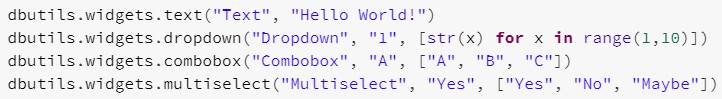 dbutils.widgets.text("Text", "Hello World!")
dbutils.widgets.dropdown("Dropdown", "1", [str(x) for x in range(1,10)])
dbutils.widgets.combobox("Combobox", "A", ["A", "B", "C"])
dbutils.widgets.multiselect("Multiselect", "Yes", ["Yes", "No", "Maybe"])